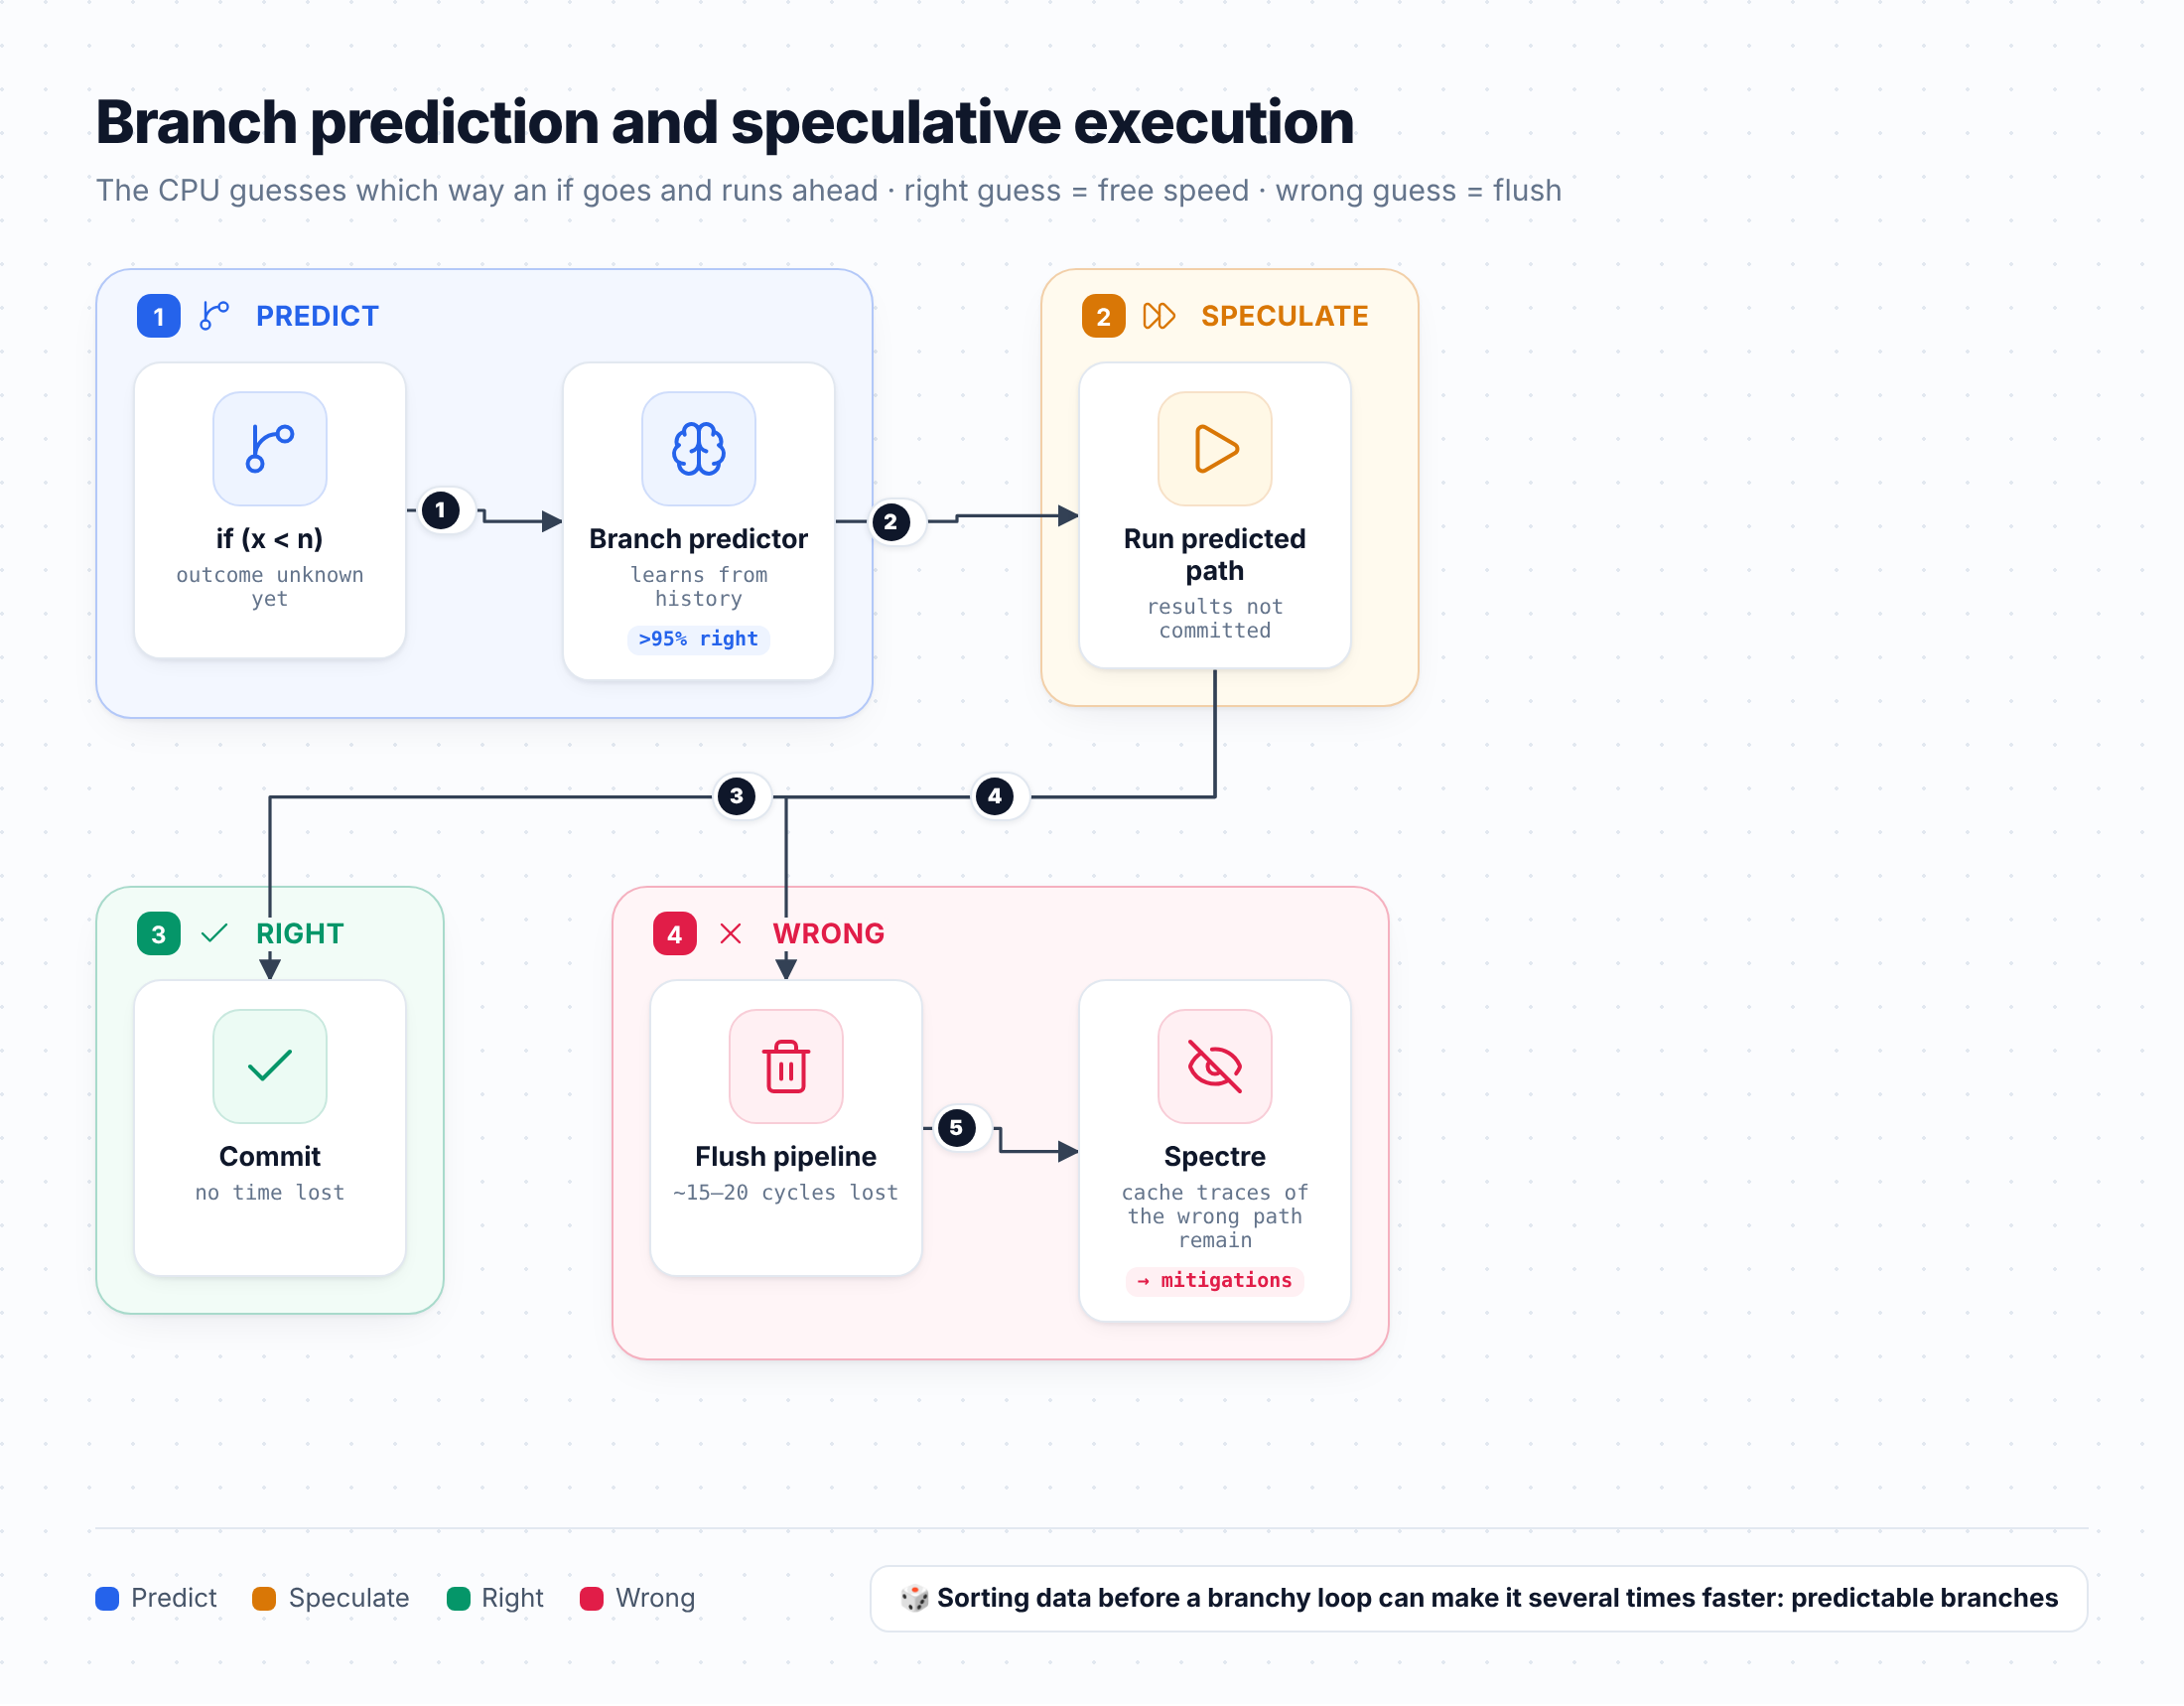 Branch prediction and speculative execution
The CPU guesses which way an if goes and runs ahead · right guess = free speed · wrong guess = flush
1 PREDICT
2 SPECULATE
if (x < n)
outcome unknown
yet
1
Branch predictor
learns from
history
>95% right
2
Run predicted
path
results not
committed
3
4
3 RIGHT
4 WRONG
Commit
no time lost
Flush pipeline
~15–20 cycles lost
5
Spectre
cache traces of
the wrong path
remain
→ mitigations
Predict
Speculate
Right
Wrong
🎲 Sorting data before a branchy loop can make it several times faster: predictable branches